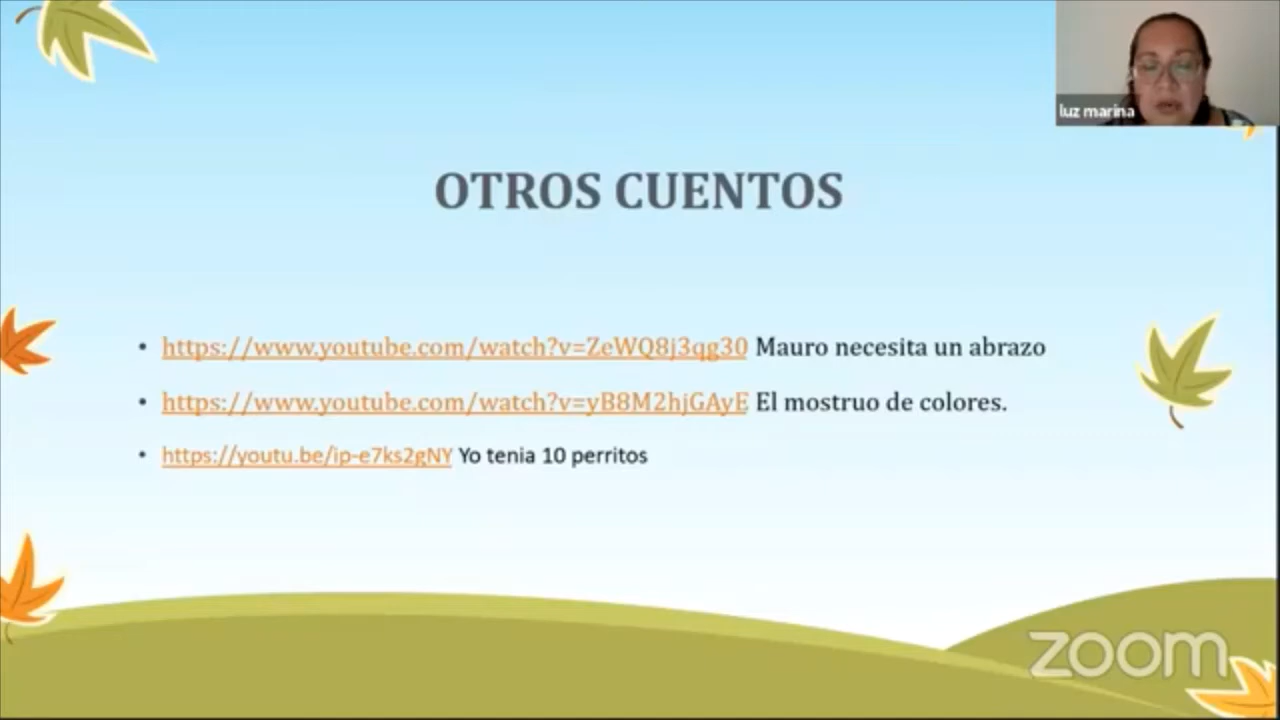 luz marina
OTROS CUENTOS
• https://www.youtube.com/watch?v=ZeWQ8j3qg30 Mauro necesita un abrazo
• https://www.youtube.com/watch?v=yB8M2hjGAyE El mostruo de colores.
• https://youtu.be/ip-e7ks2gNY Yo tenia 10 perritos
zoom